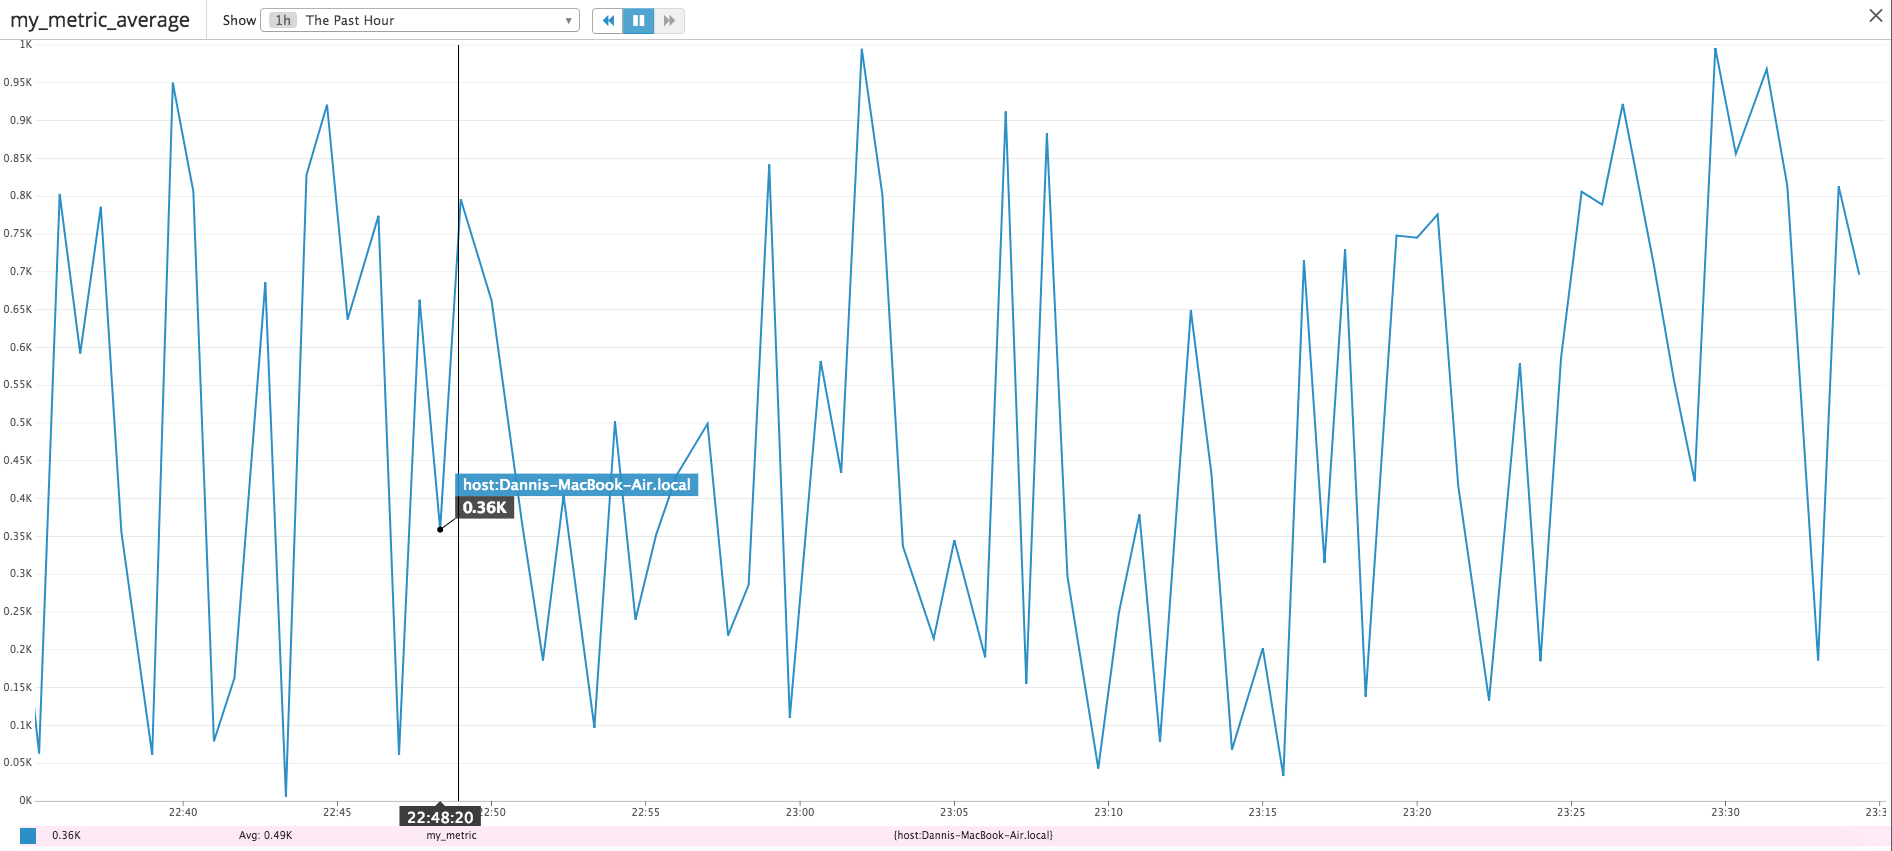 my_metric_average Show 1h The Past Hour
1K
0.95K
0.9K
0.85K
0.8K
0.75K
0.7K
0.65K
0.6K
0.55K
0.5K
0.45K
host:Dannis-MacBook-Air.local
0.4K
0.36K
0.35K
0.3K
0.25K
0.2K
0.15K
0.1K
0.05K
0K
22:40 22:45 22:48:20 22:50 22:55 23:00 23:05 23:10 23:15 23:20 23:25 23:30 23:3
0.36K Avg: 0.49K my_metric {host:Dannis-MacBook-Air.local}